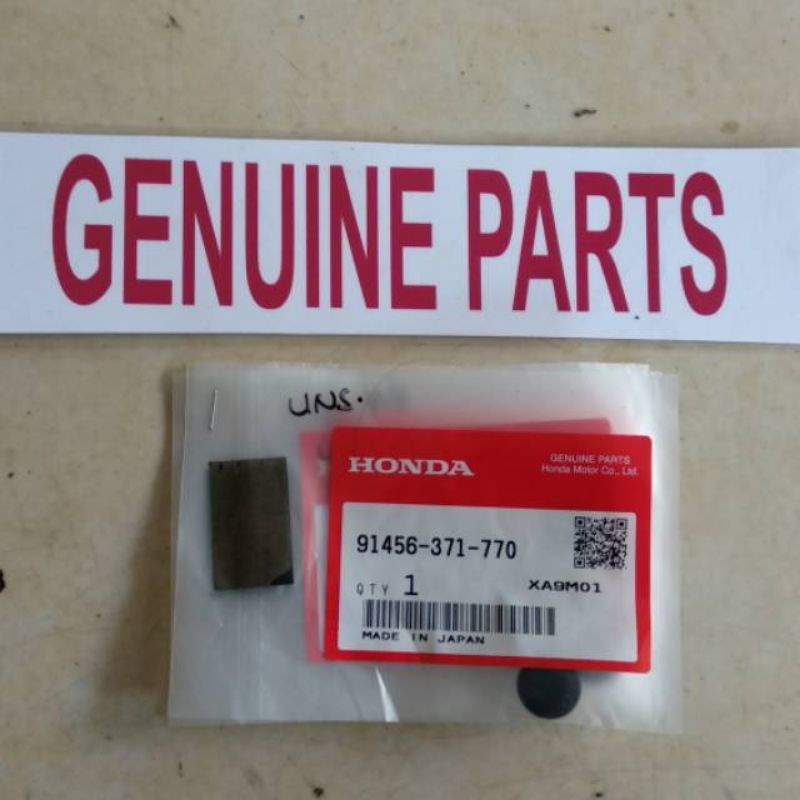 GENUINE PARTS
UNS.
HONDA
GENUINE PARTS
Honda Motor Co., Ltd.
91456-371-770
QTY 1
XA9M01
MADE IN JAPAN